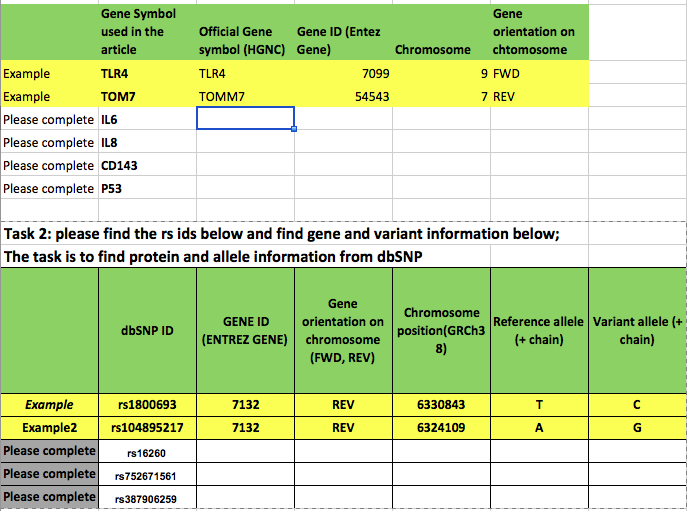 Gene Symbol used in the article Official Gene symbol (HGNC) Gene ID (Entez Gene) Chromosome Gene orientation on chtomosome
Example TLR4 TLR4 7099 9 FWD
Example TOM7 TOMM7 54543 7 REV
Please complete IL6
Please complete IL8
Please complete CD143
Please complete P53
Task 2: please find the rs ids below and find gene and variant information below;
The task is to find protein and allele information from dbSNP
dbSNP ID GENE ID (ENTREZ GENE) Gene orientation on chromosome (FWD, REV) Chromosome position(GRCh38) Reference allele (+ chain) Variant allele (+ chain)
Example rs1800693 7132 REV 6330843 T C
Example2 rs104895217 7132 REV 6324109 A G
Please complete rs16260
Please complete rs752671561
Please complete rs387906259